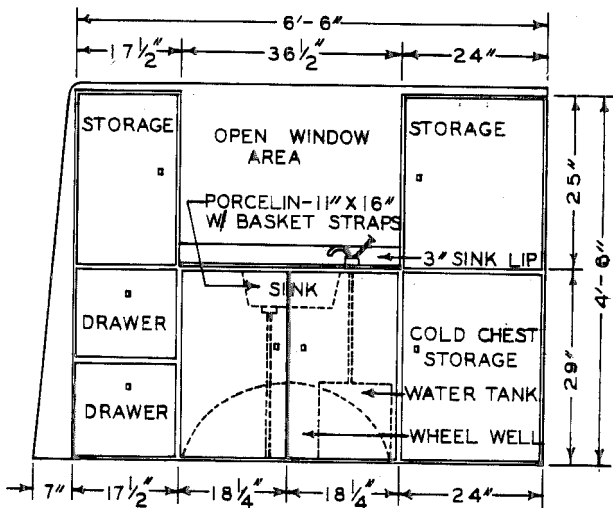 6'-6"
17 1/2" 36 1/2" 24"
STORAGE
OPEN WINDOW
AREA
STORAGE
PORCELIN-11" X 16"
W/ BASKET STRAPS
3" SINK LIP
25"
4'-6"
SINK
DRAWER
COLD CHEST
STORAGE
29"
WATER TANK
DRAWER
WHEEL WELL
7" 17 1/2" 18 1/4" 18 1/4" 24"